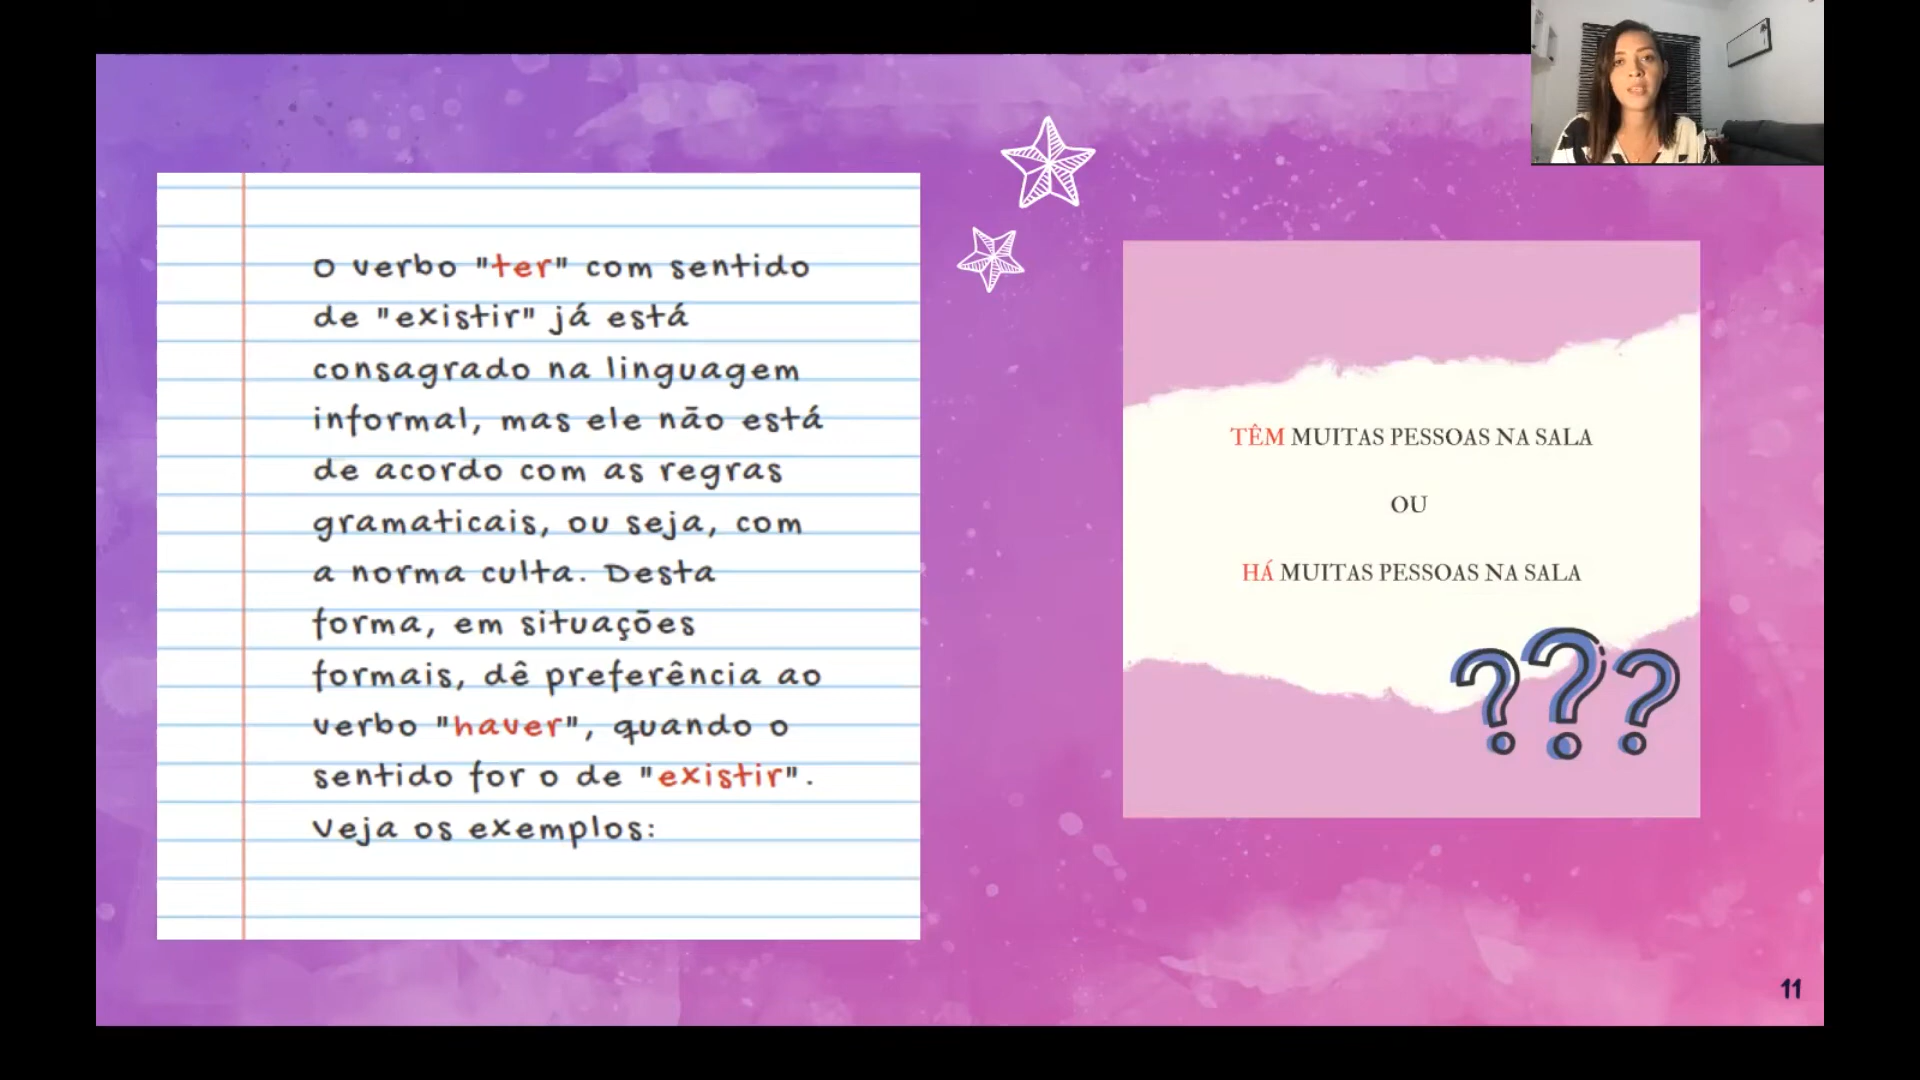 O verbo "ter" com sentido
de "existir" já está
consagrado na linguagem
informal, mas ele não está
de acordo com as regras
gramaticais, ou seja, com
a norma culta. Desta
forma, em situações
formais, dê preferência ao
verbo "haver", quando o
sentido for o de "existir".
Veja os exemplos:
TÊM MUITAS PESSOAS NA SALA
OU
HÁ MUITAS PESSOAS NA SALA
???
11